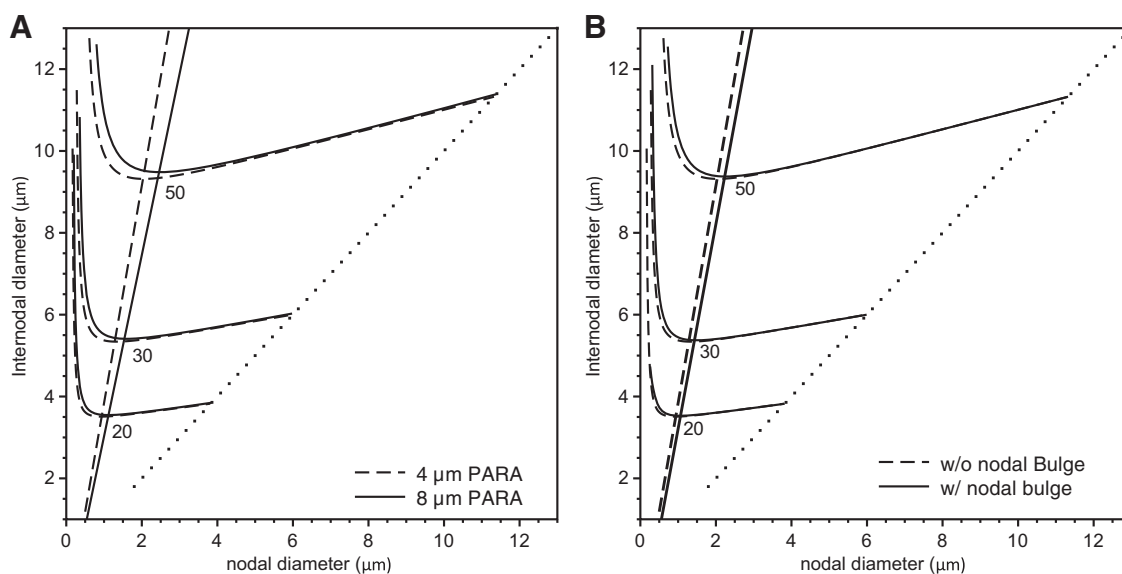 A
B
12
10
8
6
4
2
Internodal diameter (µm)
50
30
20
4 µm PARA
8 µm PARA
0 2 4 6 8 10 12
nodal diameter (µm)
12
10
8
6
4
2
Internodal diameter (µm)
50
30
20
w/o nodal Bulge
w/ nodal bulge
0 2 4 6 8 10 12
nodal diameter (µm)